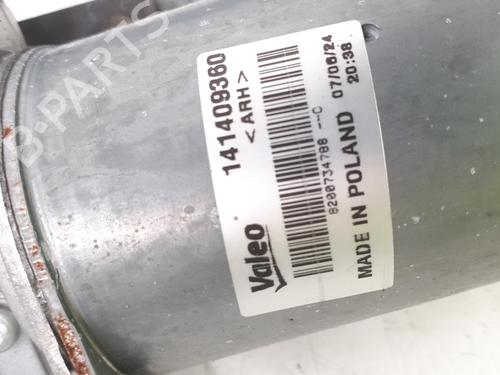 Valeo
141409360
<ARH>
8200734788 --C
MADE IN POLAND
07/06/24
20:38
B-PARTS